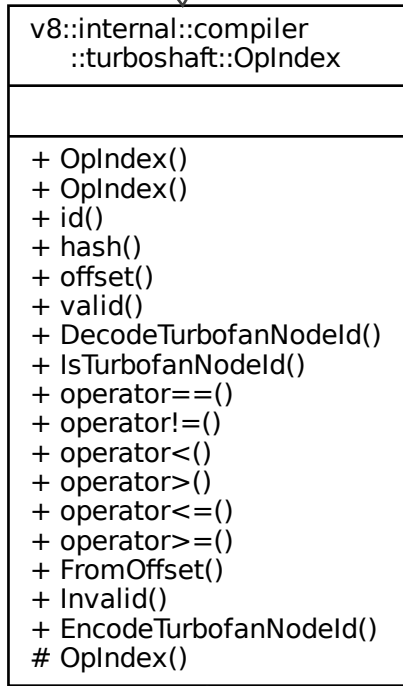 v8::internal::compiler
::turboshaft::OpIndex
+ OpIndex()
+ OpIndex()
+ id()
+ hash()
+ offset()
+ valid()
+ DecodeTurbofanNodeId()
+ IsTurbofanNodeId()
+ operator==()
+ operator!=()
+ operator<()
+ operator>()
+ operator<=()
+ operator>=()
+ FromOffset()
+ Invalid()
+ EncodeTurbofanNodeId()
# OpIndex()